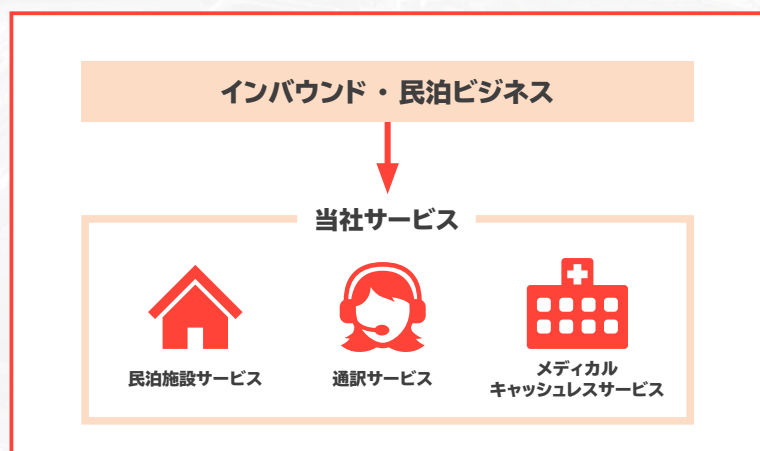 インバウンド・民泊ビジネス
当社サービス
民泊施設サービス
通訳サービス
メディカル
キャッシュレスサービス